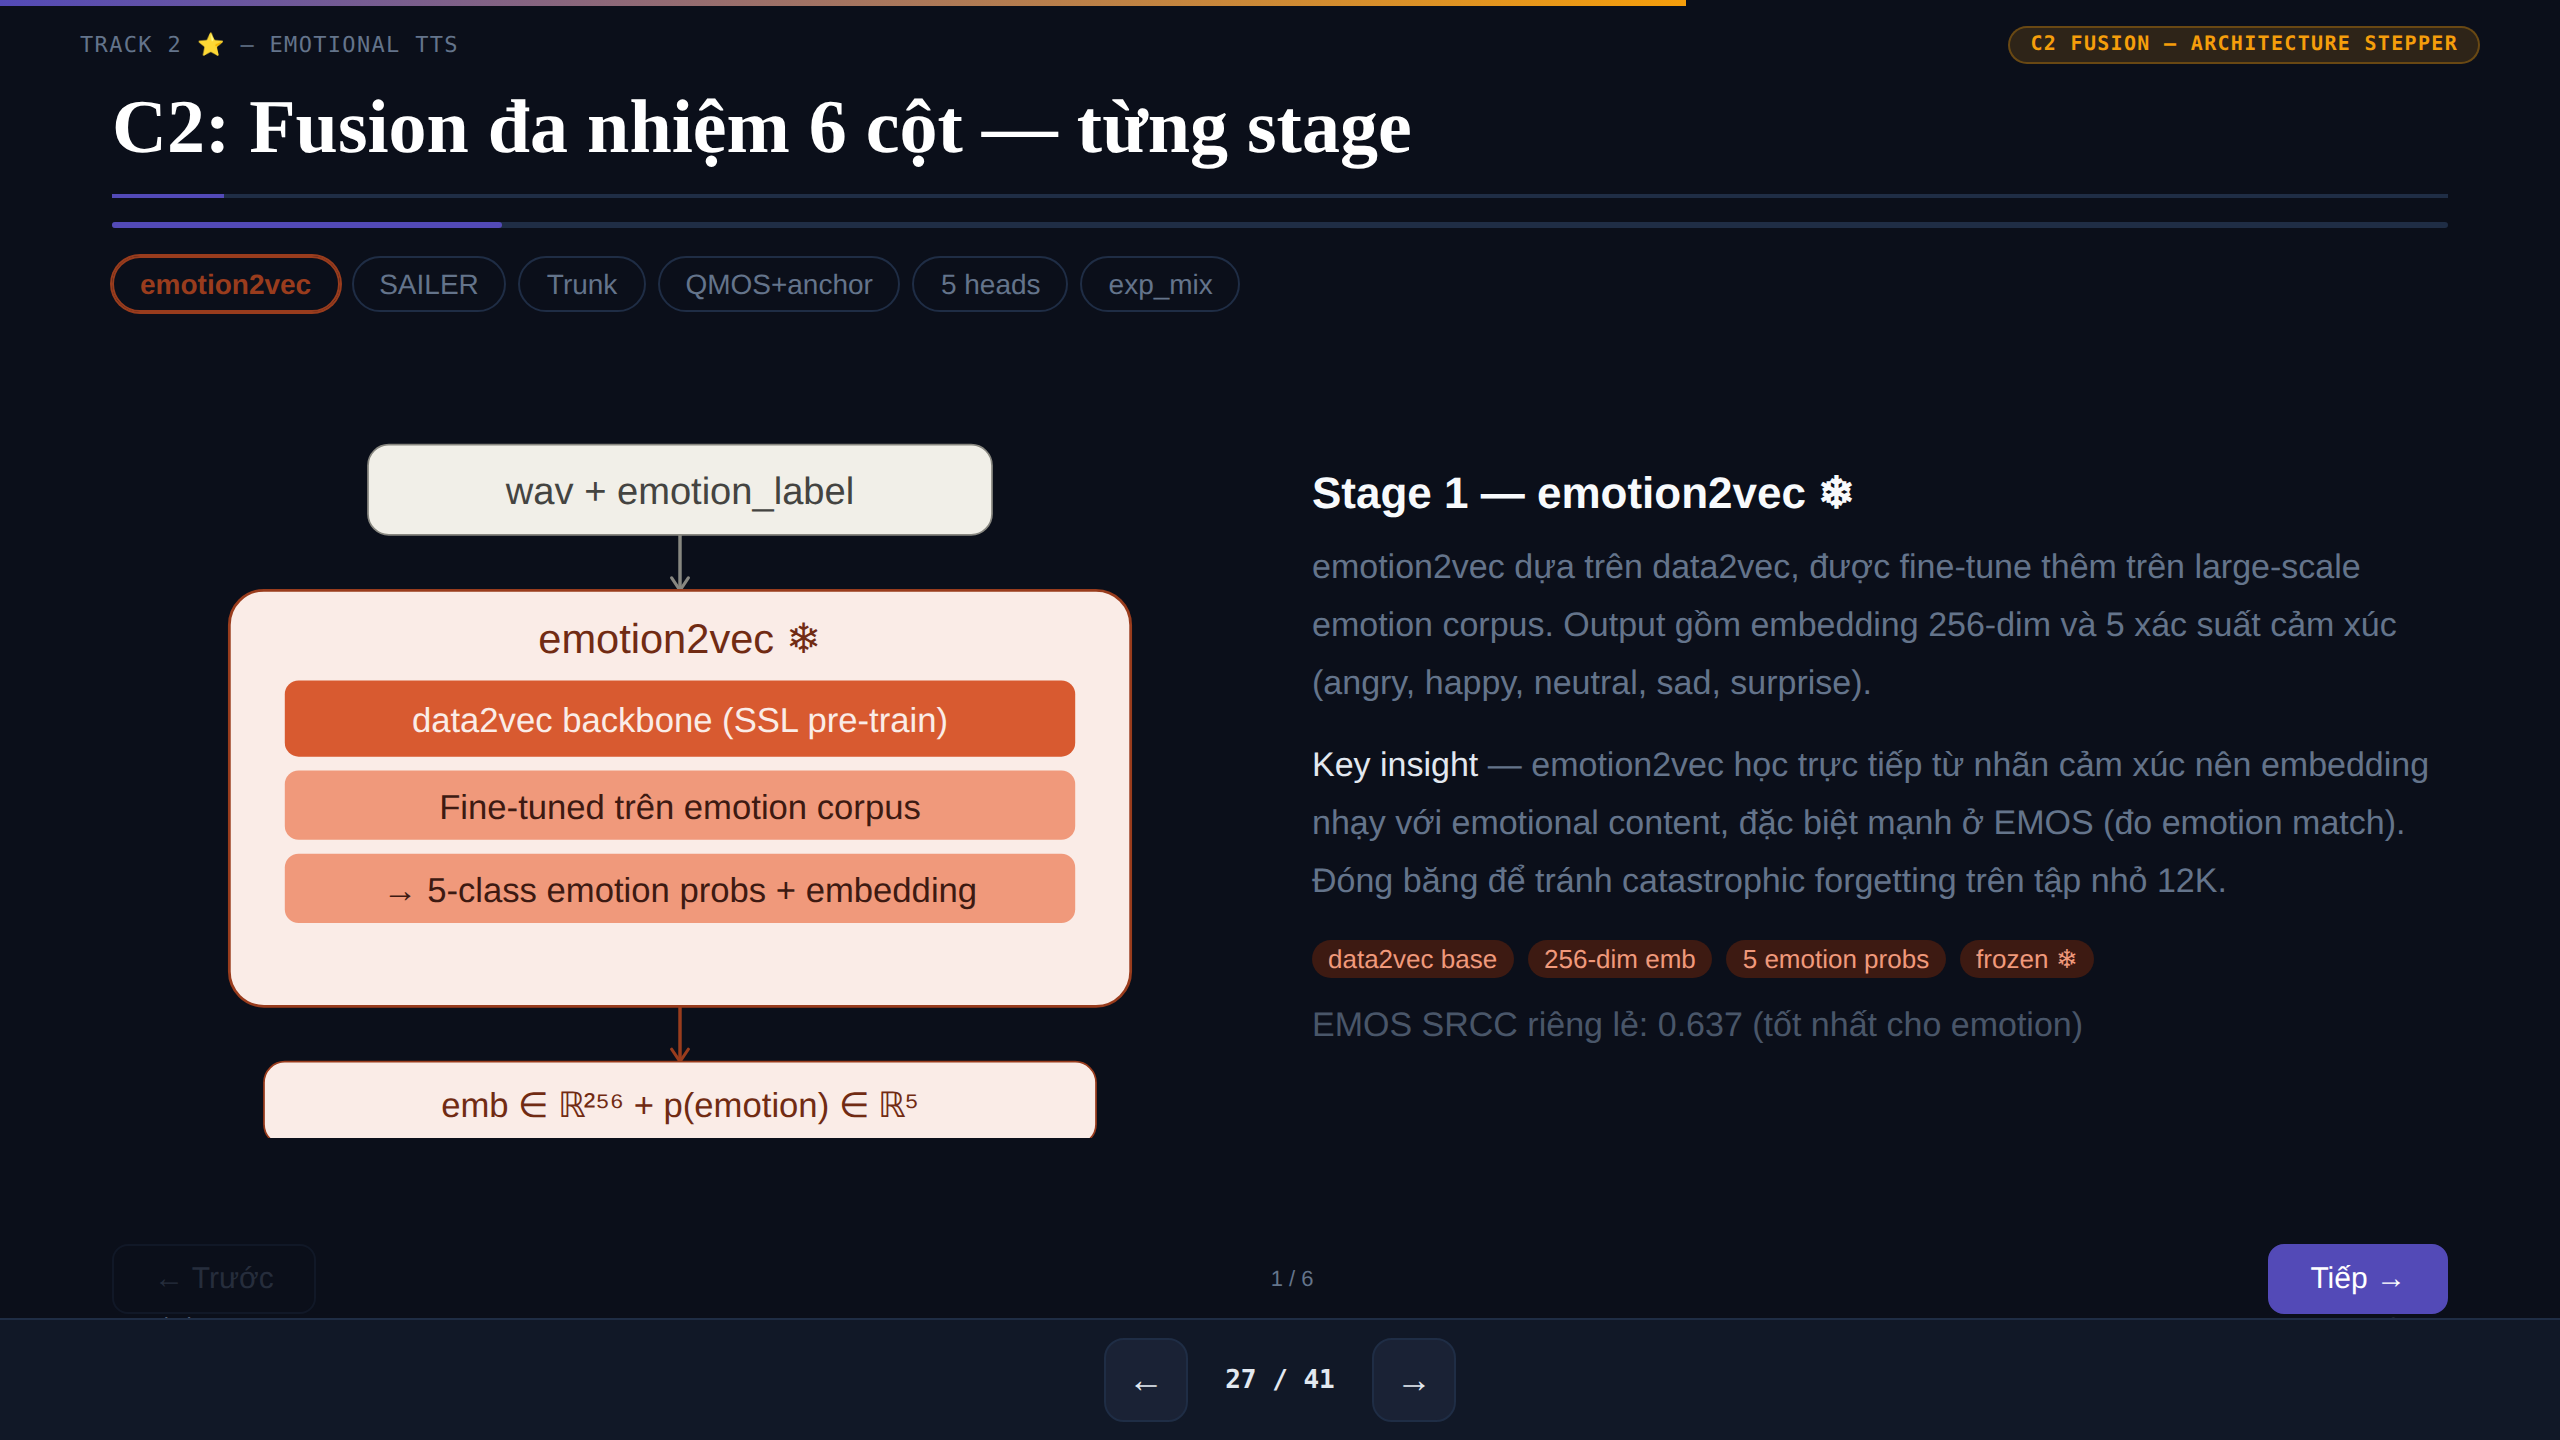 TRACK 2 ⭐ — EMOTIONAL TTS
C2 FUSION — ARCHITECTURE STEPPER
C2: Fusion đa nhiệm 6 cột — từng stage
emotion2vec
SAILER
Trunk
QMOS+anchor
5 heads
exp_mix
wav + emotion_label
emotion2vec ❄
data2vec backbone (SSL pre-train)
Fine-tuned trên emotion corpus
→ 5-class emotion probs + embedding
emb ∈ ℝ²⁵⁶ + p(emotion) ∈ ℝ⁵
Stage 1 — emotion2vec ❄
emotion2vec dựa trên data2vec, được fine-tune thêm trên large-scale
emotion corpus. Output gồm embedding 256-dim và 5 xác suất cảm xúc
(angry, happy, neutral, sad, surprise).
Key insight — emotion2vec học trực tiếp từ nhãn cảm xúc nên embedding
nhạy với emotional content, đặc biệt mạnh ở EMOS (đo emotion match).
Đóng băng để tránh catastrophic forgetting trên tập nhỏ 12K.
data2vec base
256-dim emb
5 emotion probs
frozen ❄
EMOS SRCC riêng lẻ: 0.637 (tốt nhất cho emotion)
← Trước
1 / 6
Tiếp →
←
27 / 41
→